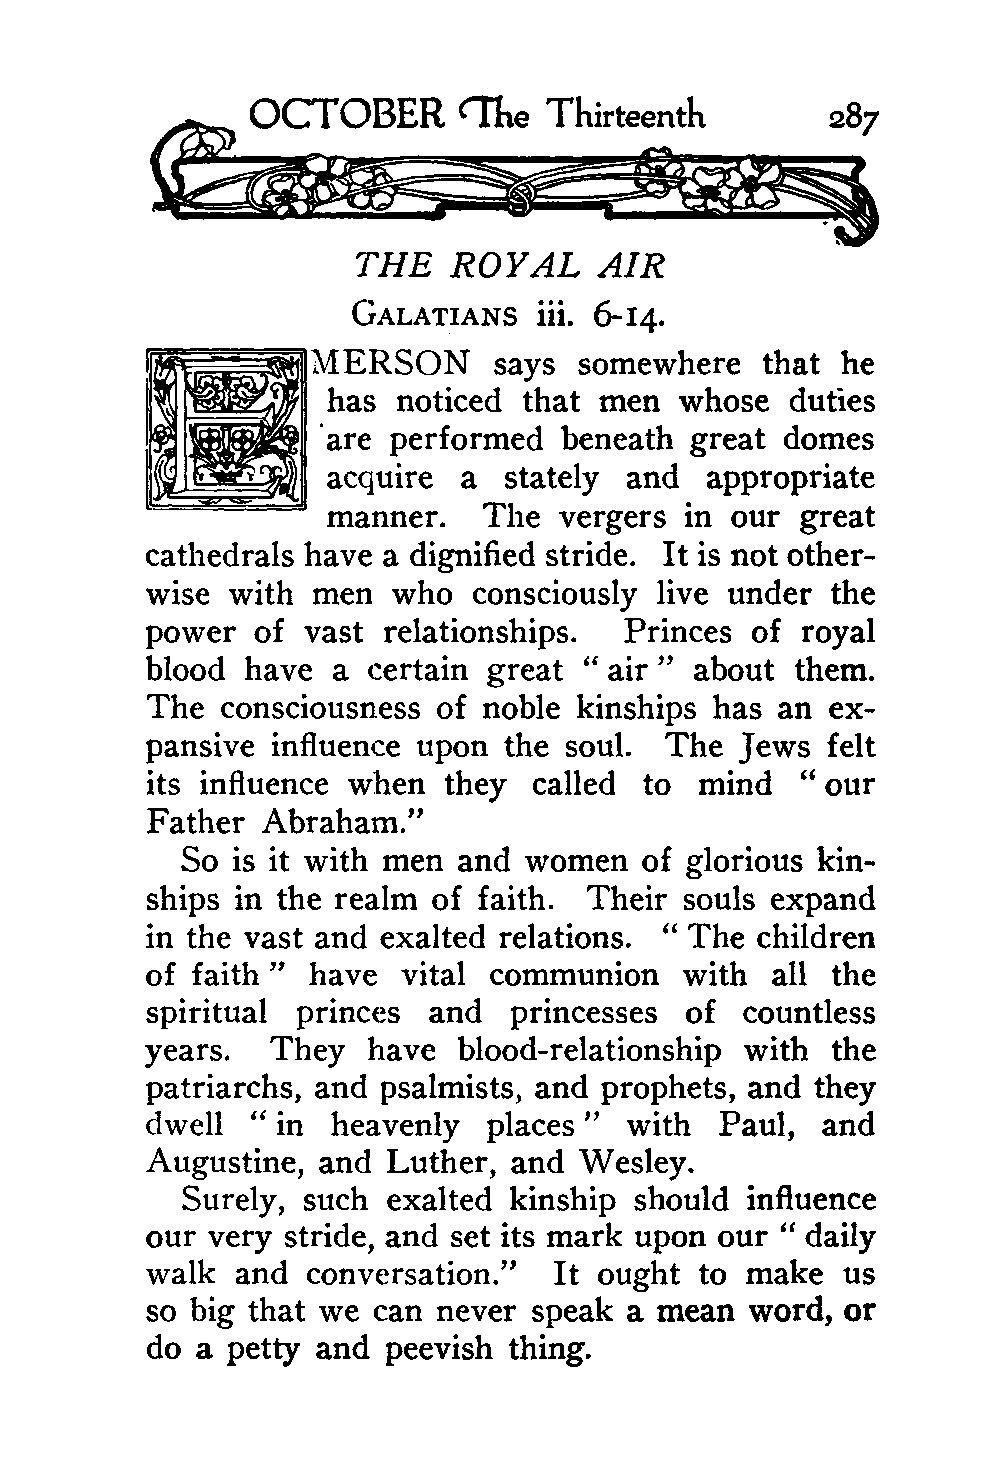 OCTOBER The Thirteenth 287
THE ROYAL AIR
GALATIANS iii. 6-14.
EMERSON says somewhere that he
has noticed that men whose duties
are performed beneath great domes
acquire a stately and appropriate
manner. The vergers in our great
cathedrals have a dignified stride. It is not other-
wise with men who consciously live under the
power of vast relationships. Princes of royal
blood have a certain great “ air ” about them.
The consciousness of noble kinships has an ex-
pansive influence upon the soul. The Jews felt
its influence when they called to mind “ our
Father Abraham.”
So is it with men and women of glorious kin-
ships in the realm of faith. Their souls expand
in the vast and exalted relations. “ The children
of faith ” have vital communion with all the
spiritual princes and princesses of countless
years. They have blood-relationship with the
patriarchs, and psalmists, and prophets, and they
dwell “ in heavenly places ” with Paul, and
Augustine, and Luther, and Wesley.
Surely, such exalted kinship should influence
our very stride, and set its mark upon our “ daily
walk and conversation.” It ought to make us
so big that we can never speak a mean word, or
do a petty and peevish thing.